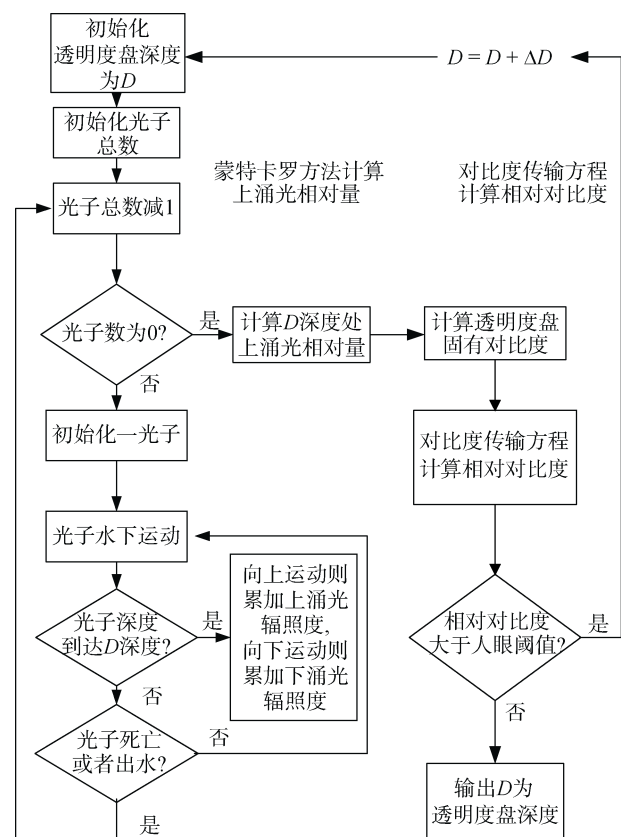 初始化
透明度盘深度
为D
D = D + ΔD
初始化光子
总数
蒙特卡罗方法计算
上涌光相对量
对比度传输方程
计算相对对比度
光子总数减1
光子数为0?
是
计算D深度处
上涌光相对量
计算透明度盘
固有对比度
否
初始化一光子
对比度传输方程
计算相对对比度
光子水下运动
向上运动则
累加上涌光
辐照度,
向下运动则
累加下涌光
辐照度
光子深度
到达D深度?
是
相对对比度
大于人眼阈值?
是
否
否
光子死亡
或者出水?
否
输出D为
透明度盘深度
是